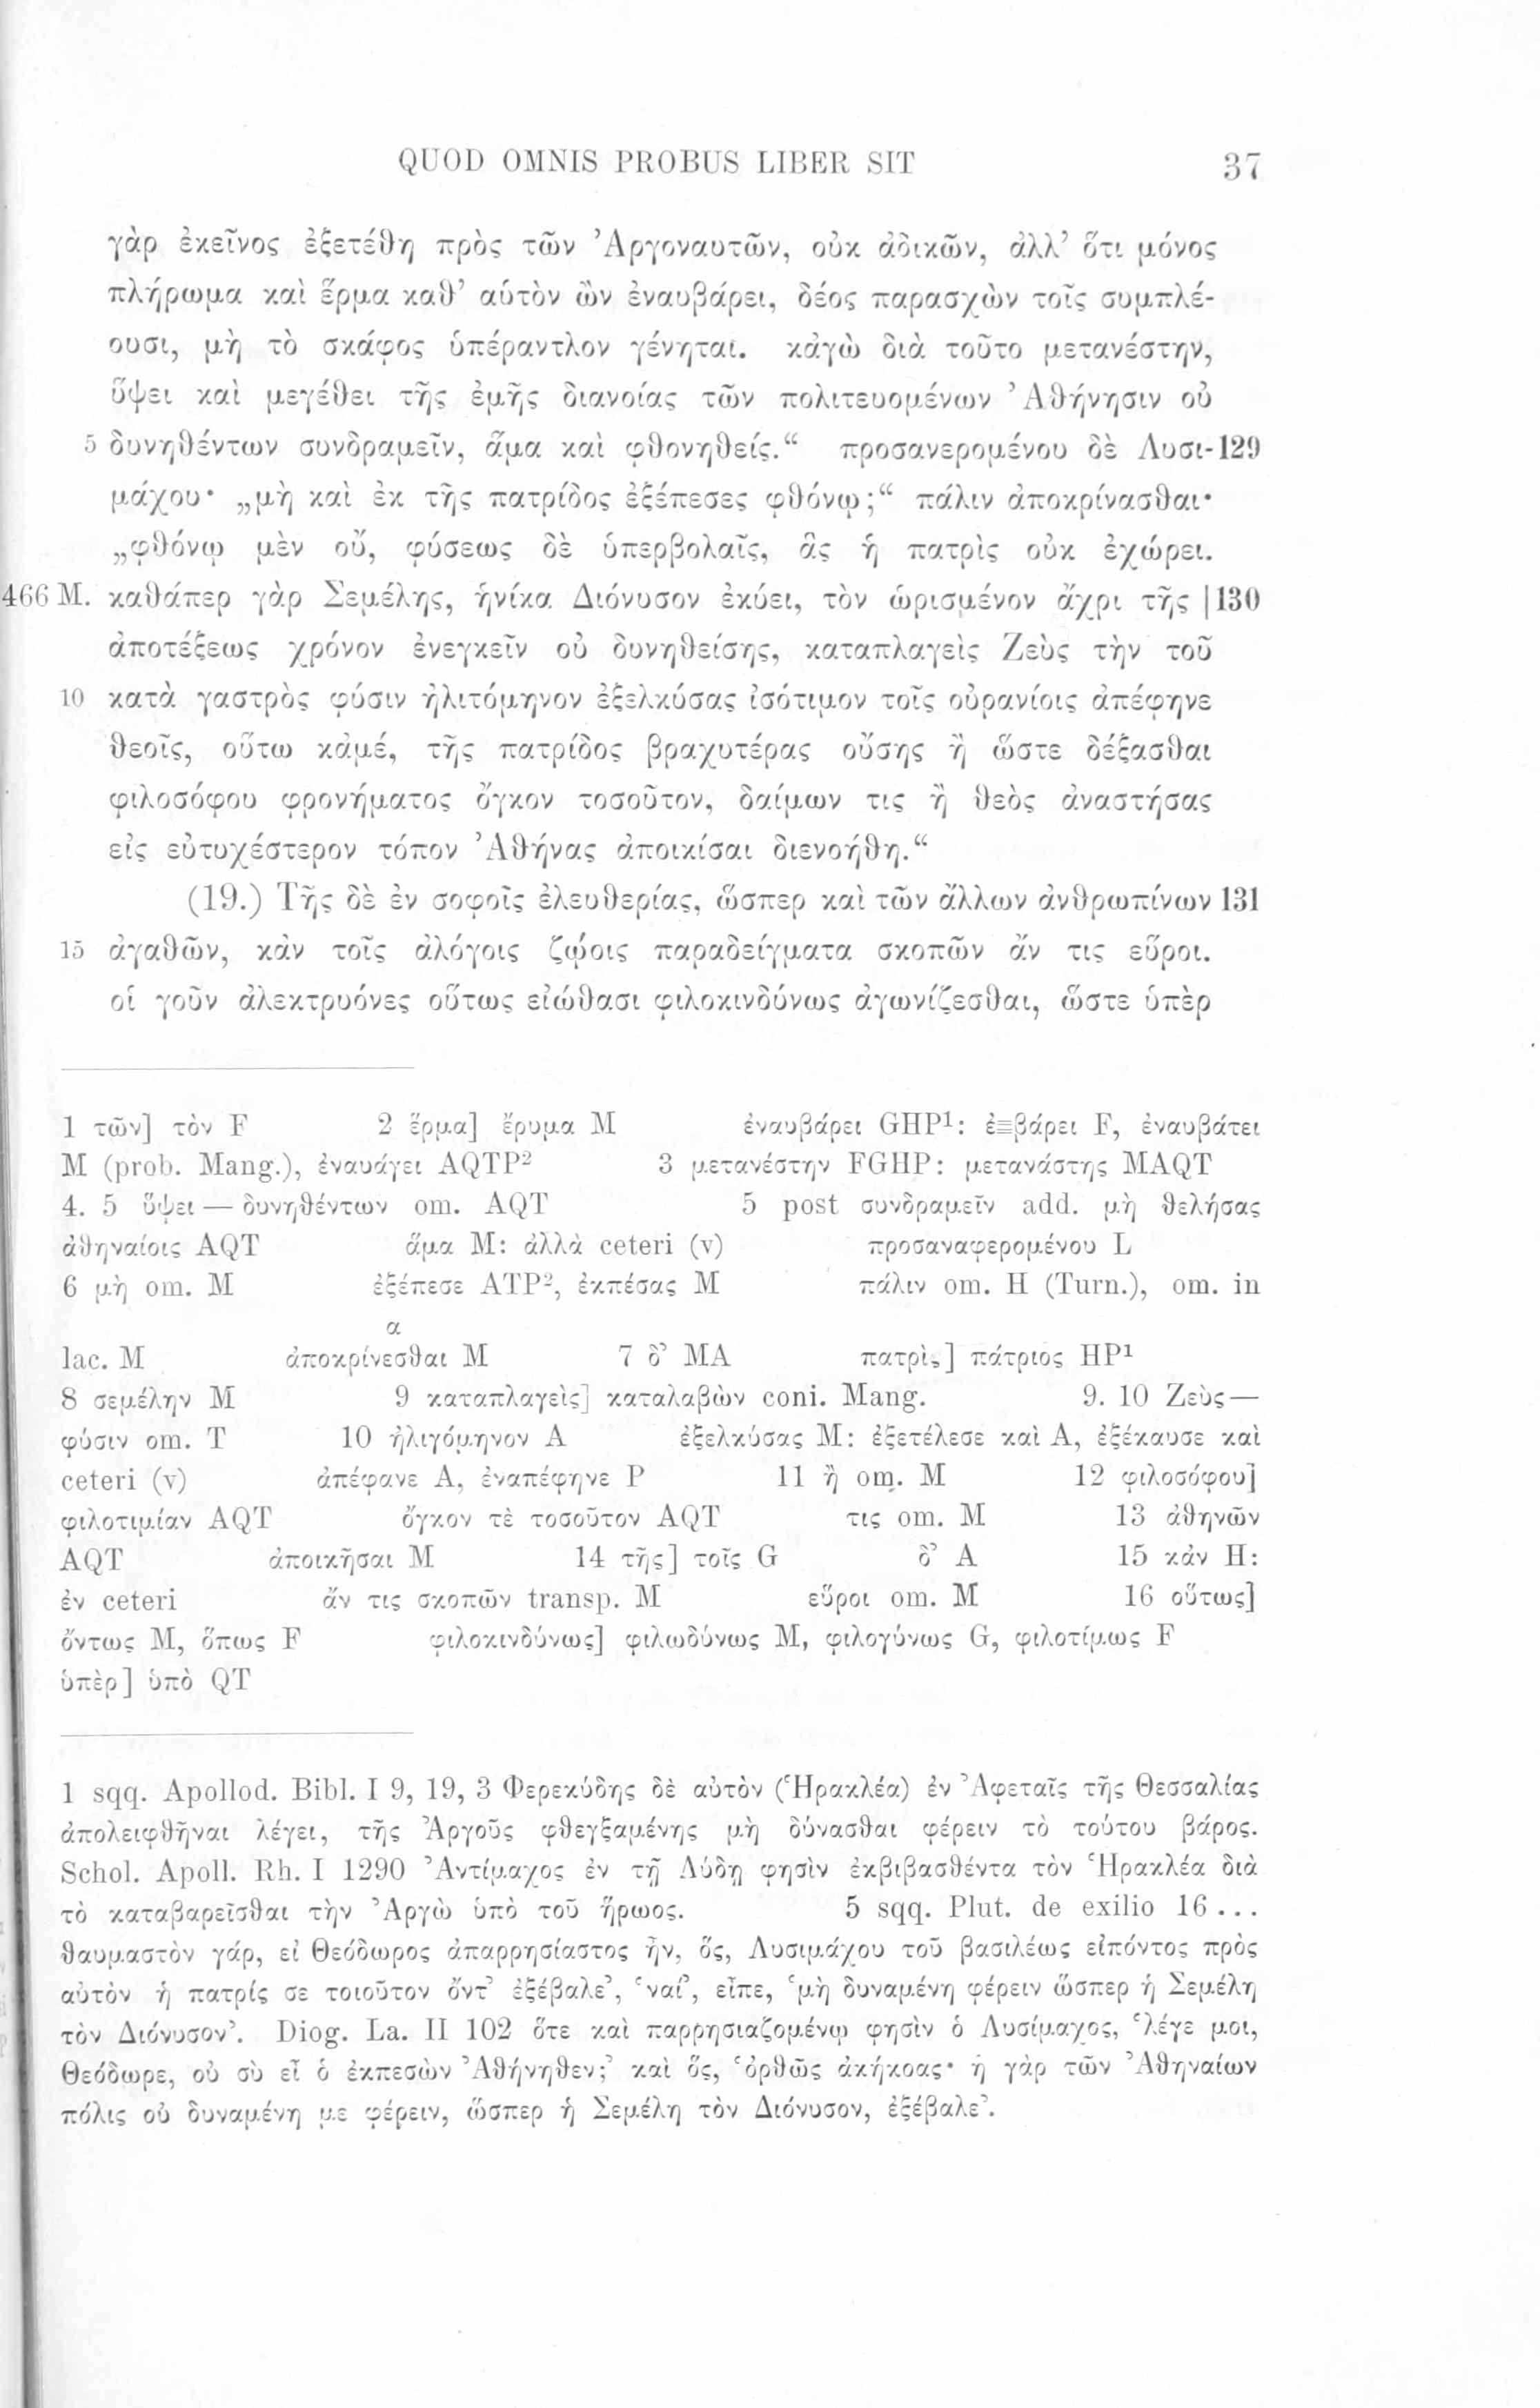 QUOD OMNIS PROBUS LIBER SIT 37
γὰρ ἐκεῖνος ἐξετέθη πρὸς τῶν Ἀργοναυτῶν, οὐκ ἀδικῶν, ἀλλ’ ὅτι μόνος
πλήρωμα καὶ ἕρμα καθ’ αὑτὸν ὢν ἐναυβάρει, δέος παρασχὼν τοῖς συμπλέ-
ουσι, μὴ τὸ σκάφος ὑπέραντλον γένηται. κἀγὼ διὰ τοῦτο μετανέστην,
ὕψει καὶ μεγέθει τῆς ἐμῆς διανοίας τῶν πολιτευομένων Ἀθήνησιν οὐ
5 δυνηθέντων συνδραμεῖν, ἅμα καὶ φθονηθείς.“ προσανερομένου δὲ Λυσι- 129
μάχου· „μὴ καὶ ἐκ τῆς πατρίδος ἐξέπεσες φθόνῳ;“ πάλιν ἀποκρίνασθαι·
„φθόνῳ μὲν οὔ, φύσεως δὲ ὑπερβολαῖς, ἃς ἡ πατρὶς οὐκ ἐχώρει.
466 M. καθάπερ γὰρ Σεμέλης, ἡνίκα Διόνυσον ἐκύει, τὸν ὡρισμένον ἄχρι τῆς | 130
ἀποτέξεως χρόνον ἐνεγκεῖν οὐ δυνηθείσης, καταπλαγεὶς Ζεὺς τὴν τοῦ
10 κατὰ γαστρὸς φύσιν ἠλιτόμηνον ἐξελκύσας ἰσότιμον τοῖς οὐρανίοις ἀπέφηνε
θεοῖς, οὕτω κἀμέ, τῆς πατρίδος βραχυτέρας οὔσης ἢ ὥστε δέξασθαι
φιλοσόφου φρονήματος ὄγκον τοσοῦτον, δαίμων τις ἢ θεὸς ἀναστήσας
εἰς εὐτυχέστερον τόπον Ἀθήνας ἀποικίσαι διενοήθη.“
(19.) Τῆς δὲ ἐν σοφοῖς ἐλευθερίας, ὥσπερ καὶ τῶν ἄλλων ἀνθρωπίνων 131
15 ἀγαθῶν, κἀν τοῖς ἀλόγοις ζῴοις παραδείγματα σκοπῶν ἄν τις εὕροι.
οἱ γοῦν ἀλεκτρυόνες οὕτως εἰώθασι φιλοκινδύνως ἀγωνίζεσθαι, ὥστε ὑπὲρ
1 τῶν] τὸν F 2 ἕρμα] ἔρυμα M ἐναυβάρει GHP¹: ἐ≡βάρει F, ἐναυβάτει
M (prob. Mang.), ἐναυάγει AQTP² 3 μετανέστην FGHP: μετανάστης MAQT
4. 5 ὕψει — δυνηθέντων om. AQT 5 post συνδραμεῖν add. μὴ θελήσας
ἀθηναίοις AQT ἅμα M: ἀλλὰ ceteri (v) προσαναφερομένου L
6 μὴ om. M ἐξέπεσε ATP², ἐκπέσας M πάλιν om. H (Turn.), om. in
α
lac. M ἀποκρίνεσθαι M 7 δ’ MA πατρὶς] πάτριος HP¹
8 σεμέλην M 9 καταπλαγεὶς] καταλαβὼν coni. Mang. 9. 10 Ζεὺς—
φύσιν om. T 10 ἠλιγόμηνον A ἐξελκύσας M: ἐξετέλεσε καὶ A, ἐξέκαυσε καὶ
ceteri (v) ἀπέφανε A, ἐναπέφηνε P 11 ἢ om. M 12 φιλοσόφου]
φιλοτιμίαν AQT ὄγκον τὲ τοσοῦτον AQT τις om. M 13 ἀθηνῶν
AQT ἀποικῆσαι M 14 τῆς] τοῖς G δ’ A 15 κἀν H:
ἐν ceteri ἄν τις σκοπῶν transp. M εὕροι om. M 16 οὕτως]
ὄντως M, ὅπως F φιλοκινδύνως] φιλωδύνως M, φιλογύνως G, φιλοτίμως F
ὑπὲρ] ὑπὸ QT
1 sqq. Apollod. Bibl. I 9, 19, 3 Φερεκύδης δὲ αὐτὸν (Ἡρακλέα) ἐν Ἀφεταῖς τῆς Θεσσαλίας
ἀπολειφθῆναι λέγει, τῆς Ἀργοῦς φθεγξαμένης μὴ δύνασθαι φέρειν τὸ τούτου βάρος.
Schol. Apoll. Rh. I 1290 Ἀντίμαχος ἐν τῇ Λύδῃ φησὶν ἐκβιβασθέντα τὸν Ἡρακλέα διὰ
τὸ καταβαρεῖσθαι τὴν Ἀργὼ ὑπὸ τοῦ ἥρωος. 5 sqq. Plut. de exilio 16 ...
θαυμαστὸν γάρ, εἰ Θεόδωρος ἀπαρρησίαστος ἦν, ὅς, Λυσιμάχου τοῦ βασιλέως εἰπόντος πρὸς
αὐτὸν ἡ πατρίς σε τοιοῦτον ὄντ’ ἐξέβαλε’, ‘ναί’, εἶπε, ‘μὴ δυναμένη φέρειν ὥσπερ ἡ Σεμέλη
τὸν Διόνυσον’. Diog. La. II 102 ὅτε καὶ παρρησιαζομένῳ φησὶν ὁ Λυσίμαχος, ‘λέγε μοι,
Θεόδωρε, οὐ σὺ εἶ ὁ ἐκπεσὼν Ἀθήνηθεν;’ καὶ ὅς, ‘ὀρθῶς ἀκήκοας· ἡ γὰρ τῶν Ἀθηναίων
πόλις οὐ δυναμένη με φέρειν, ὥσπερ ἡ Σεμέλη τὸν Διόνυσον, ἐξέβαλε’.